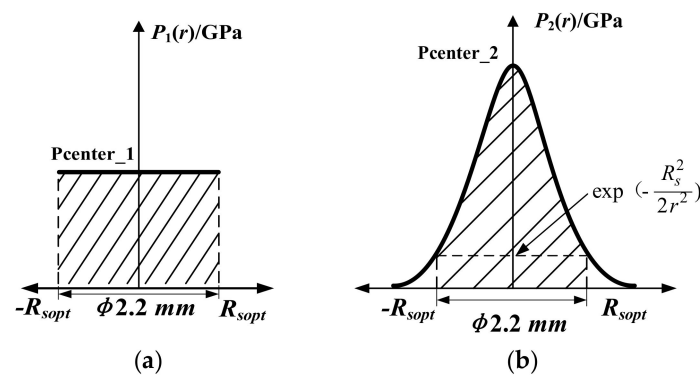 P₁(r)/GPa
Pcenter_1
-Rsopt
ϕ2.2 mm
Rsopt
(a)
P₂(r)/GPa
Pcenter_2
exp (-Rₛ²/2r²)
-Rsopt
ϕ2.2 mm
Rsopt
(b)